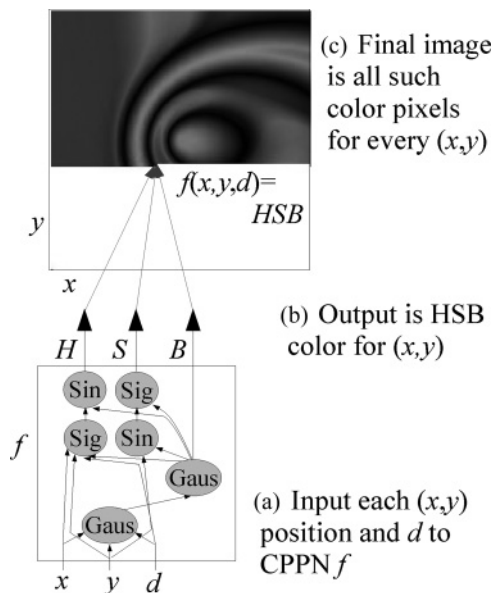 (c) Final image
is all such
color pixels
for every (x,y)
f(x,y,d)=
HSB
y
x
(b) Output is HSB
color for (x,y)
H S B
Sin Sig
f
Sig Sin
Gaus
Gaus
(a) Input each (x,y)
position and d to
CPPN f
x y d